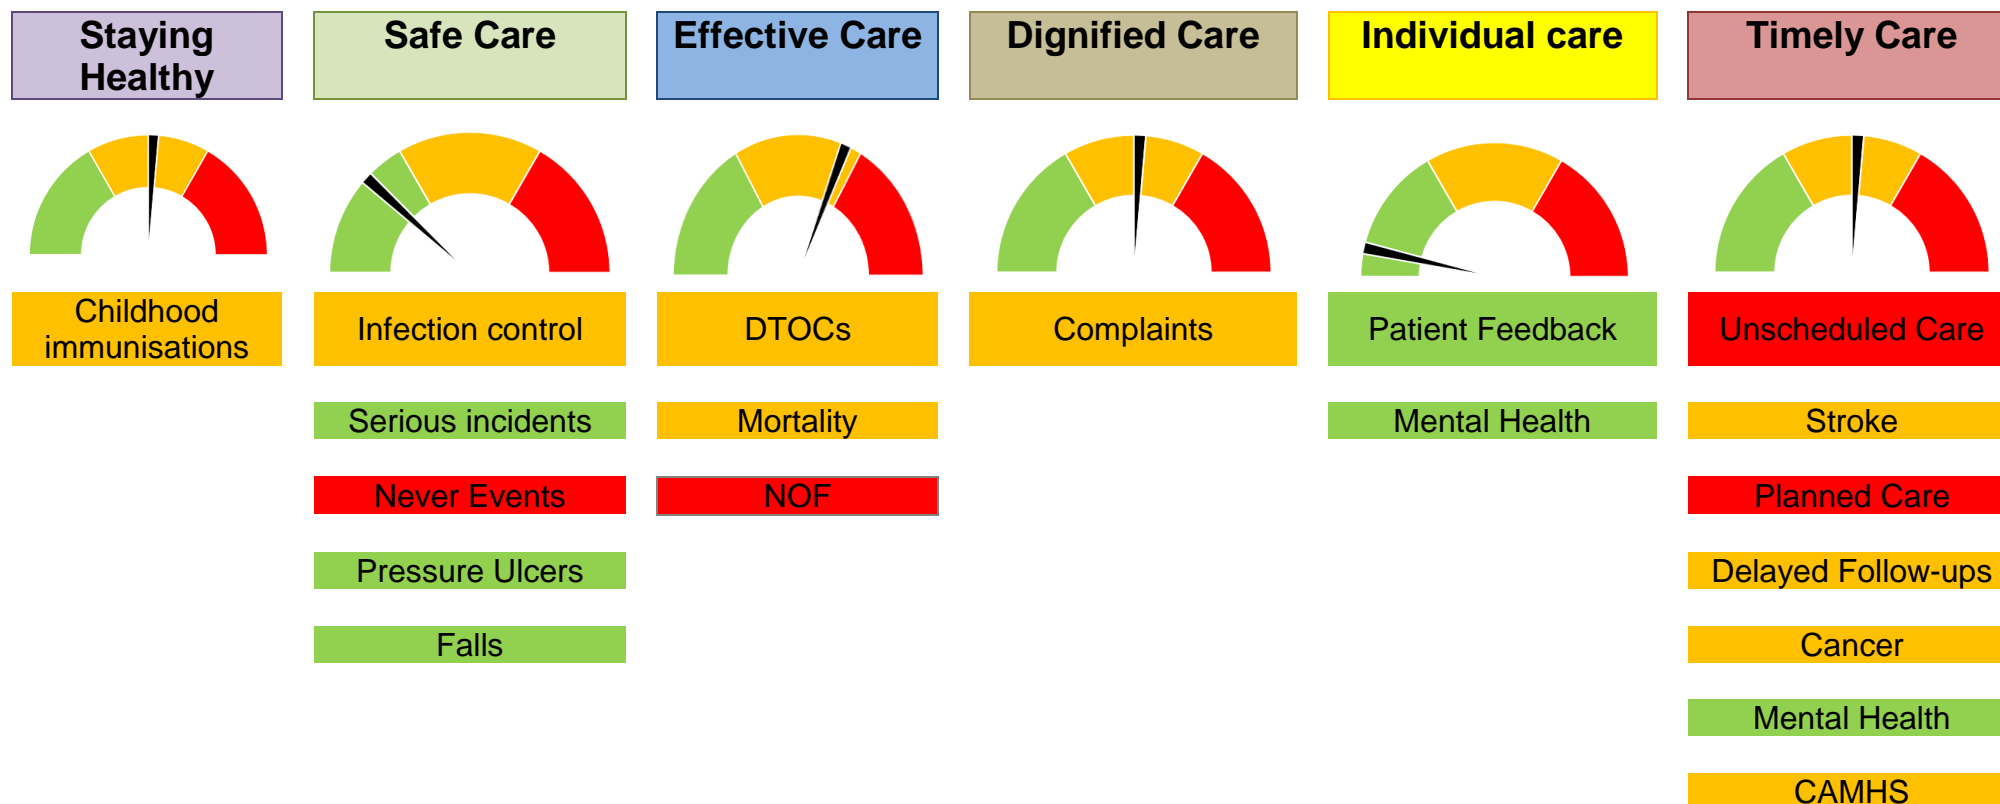 Staying
Healthy
Safe Care
Effective Care
Dignified Care
Individual care
Timely Care
Childhood
immunisations
Infection control
DTOCs
Complaints
Patient Feedback
Unscheduled Care
Serious incidents
Mortality
Mental Health
Stroke
Never Events
NOF
Planned Care
Pressure Ulcers
Delayed Follow-ups
Falls
Cancer
Mental Health
CAMHS